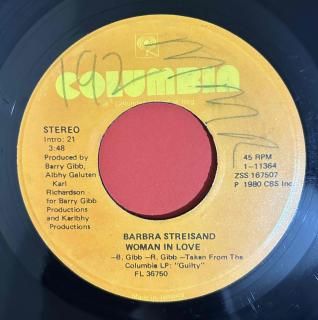 192
COLUMBIA
STEREO
Intro: 21
3:48
Produced by
Barry Gibb,
Albhy Galuten
Karl
Richardson -
for Barry Gibb
Productions
and Karlbhy
Productions
45 RPM
1-11364
ZSS 167507
P 1980 CBS Inc.
BARBRA STREISAND
WOMAN IN LOVE
-B. Gibb -R. Gibb -Taken From The
Columbia LP: "Guilty"
FL 36750